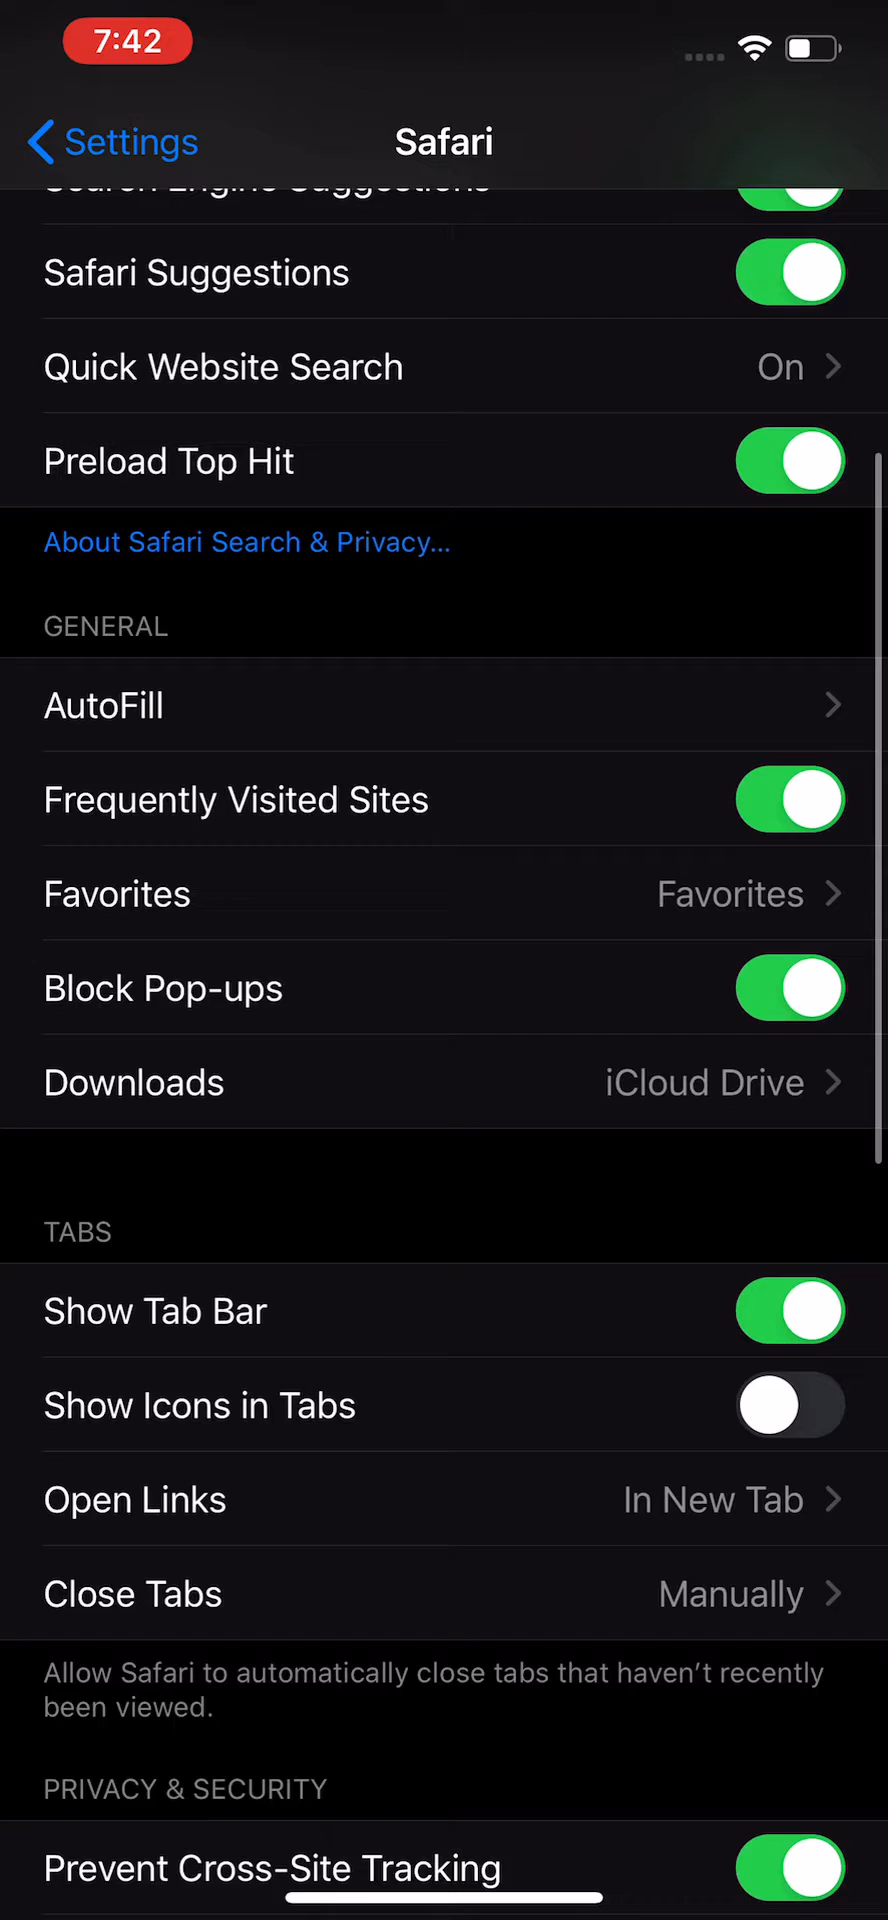 7:42
Settings
Safari
Search Engine Suggestions
Safari Suggestions
Quick Website Search On
Preload Top Hit
About Safari Search & Privacy...
GENERAL
AutoFill
Frequently Visited Sites
Favorites Favorites
Block Pop-ups
Downloads iCloud Drive
TABS
Show Tab Bar
Show Icons in Tabs
Open Links In New Tab
Close Tabs Manually
Allow Safari to automatically close tabs that haven't recently
been viewed.
PRIVACY & SECURITY
Prevent Cross-Site Tracking